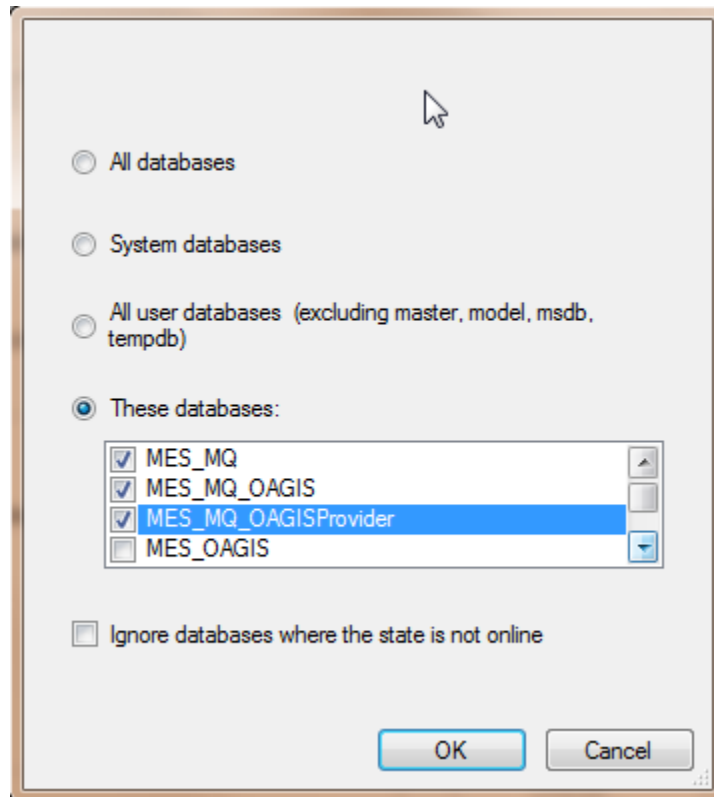 All databases
System databases
All user databases (excluding master, model, msdb,
tempdb)
These databases:
MES_MQ
MES_MQ_OAGIS
MES_MQ_OAGISProvider
MES_OAGIS
Ignore databases where the state is not online
OK Cancel